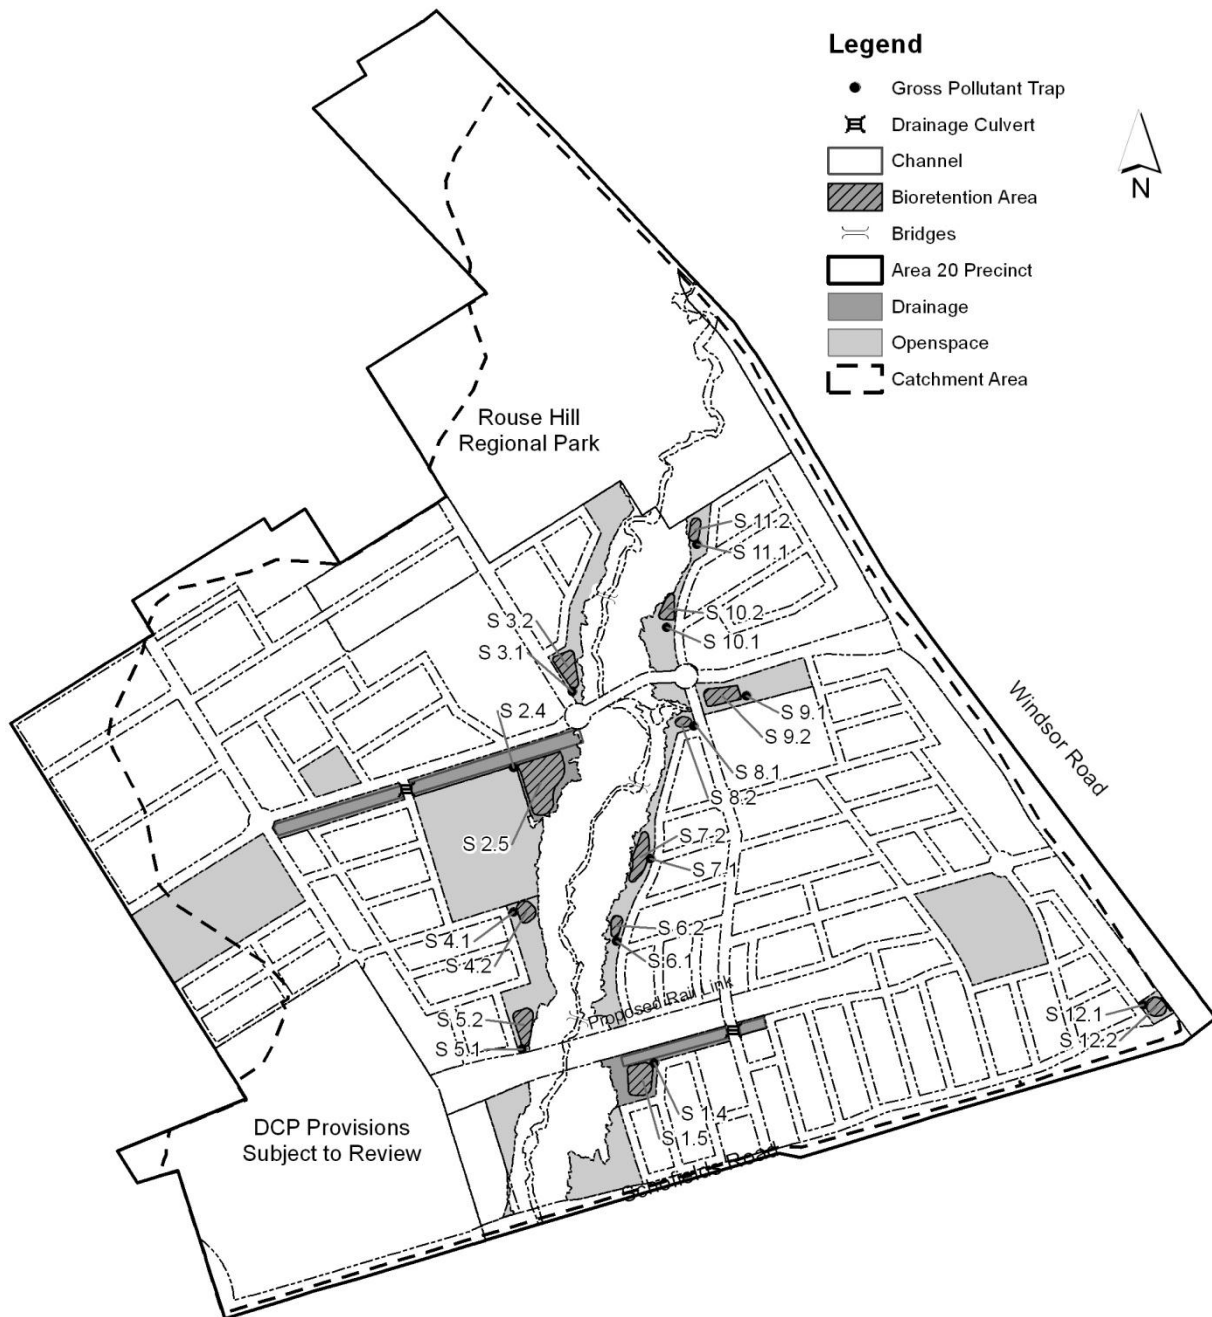 Legend
Gross Pollutant Trap
Drainage Culvert
Channel
Bioretention Area
Bridges
Area 20 Precinct
Drainage
Openspace
Catchment Area
N
Rouse Hill
Regional Park
S 11.2
S 11.1
S 10.2
S 10.1
S 3.2
S 3.1
S 2.4
S 9.1
S 9.2
Windsor Road
S 8.1
S 8.2
S 2.5
S 7.2
S 7.1
S 4.1
S 4.2
S 6.2
S 6.1
Proposed Rail Link
S 5.2
S 5.1
S 12.1
S 12.2
S 1.4
S 1.5
DCP Provisions
Subject to Review
Schofields Road